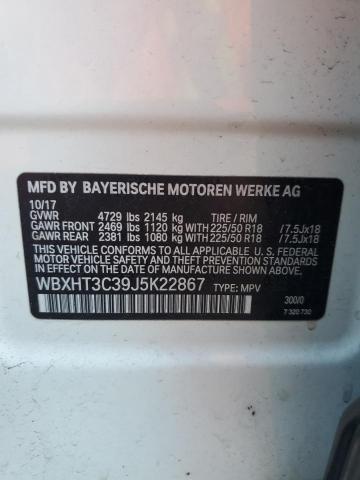 MFD BY BAYERISCHE MOTOREN WERKE AG
10/17
GVWR 4729 lbs 2145 kg TIRE / RIM
GAWR FRONT 2469 lbs 1120 kg WITH 225/50 R18 /7.5Jx18
GAWR REAR 2381 lbs 1080 kg WITH 225/50 R18 /7.5Jx18
THIS VEHICLE CONFORMS TO ALL APPLICABLE U. S. FEDERAL
MOTOR VEHICLE SAFETY STANDARDS IN EFFECT ON THE
DATE OF MANUFACTURE SHOWN ABOVE.
WBXHT3C39J5K22867 TYPE: MPV
300/0
7 320 730